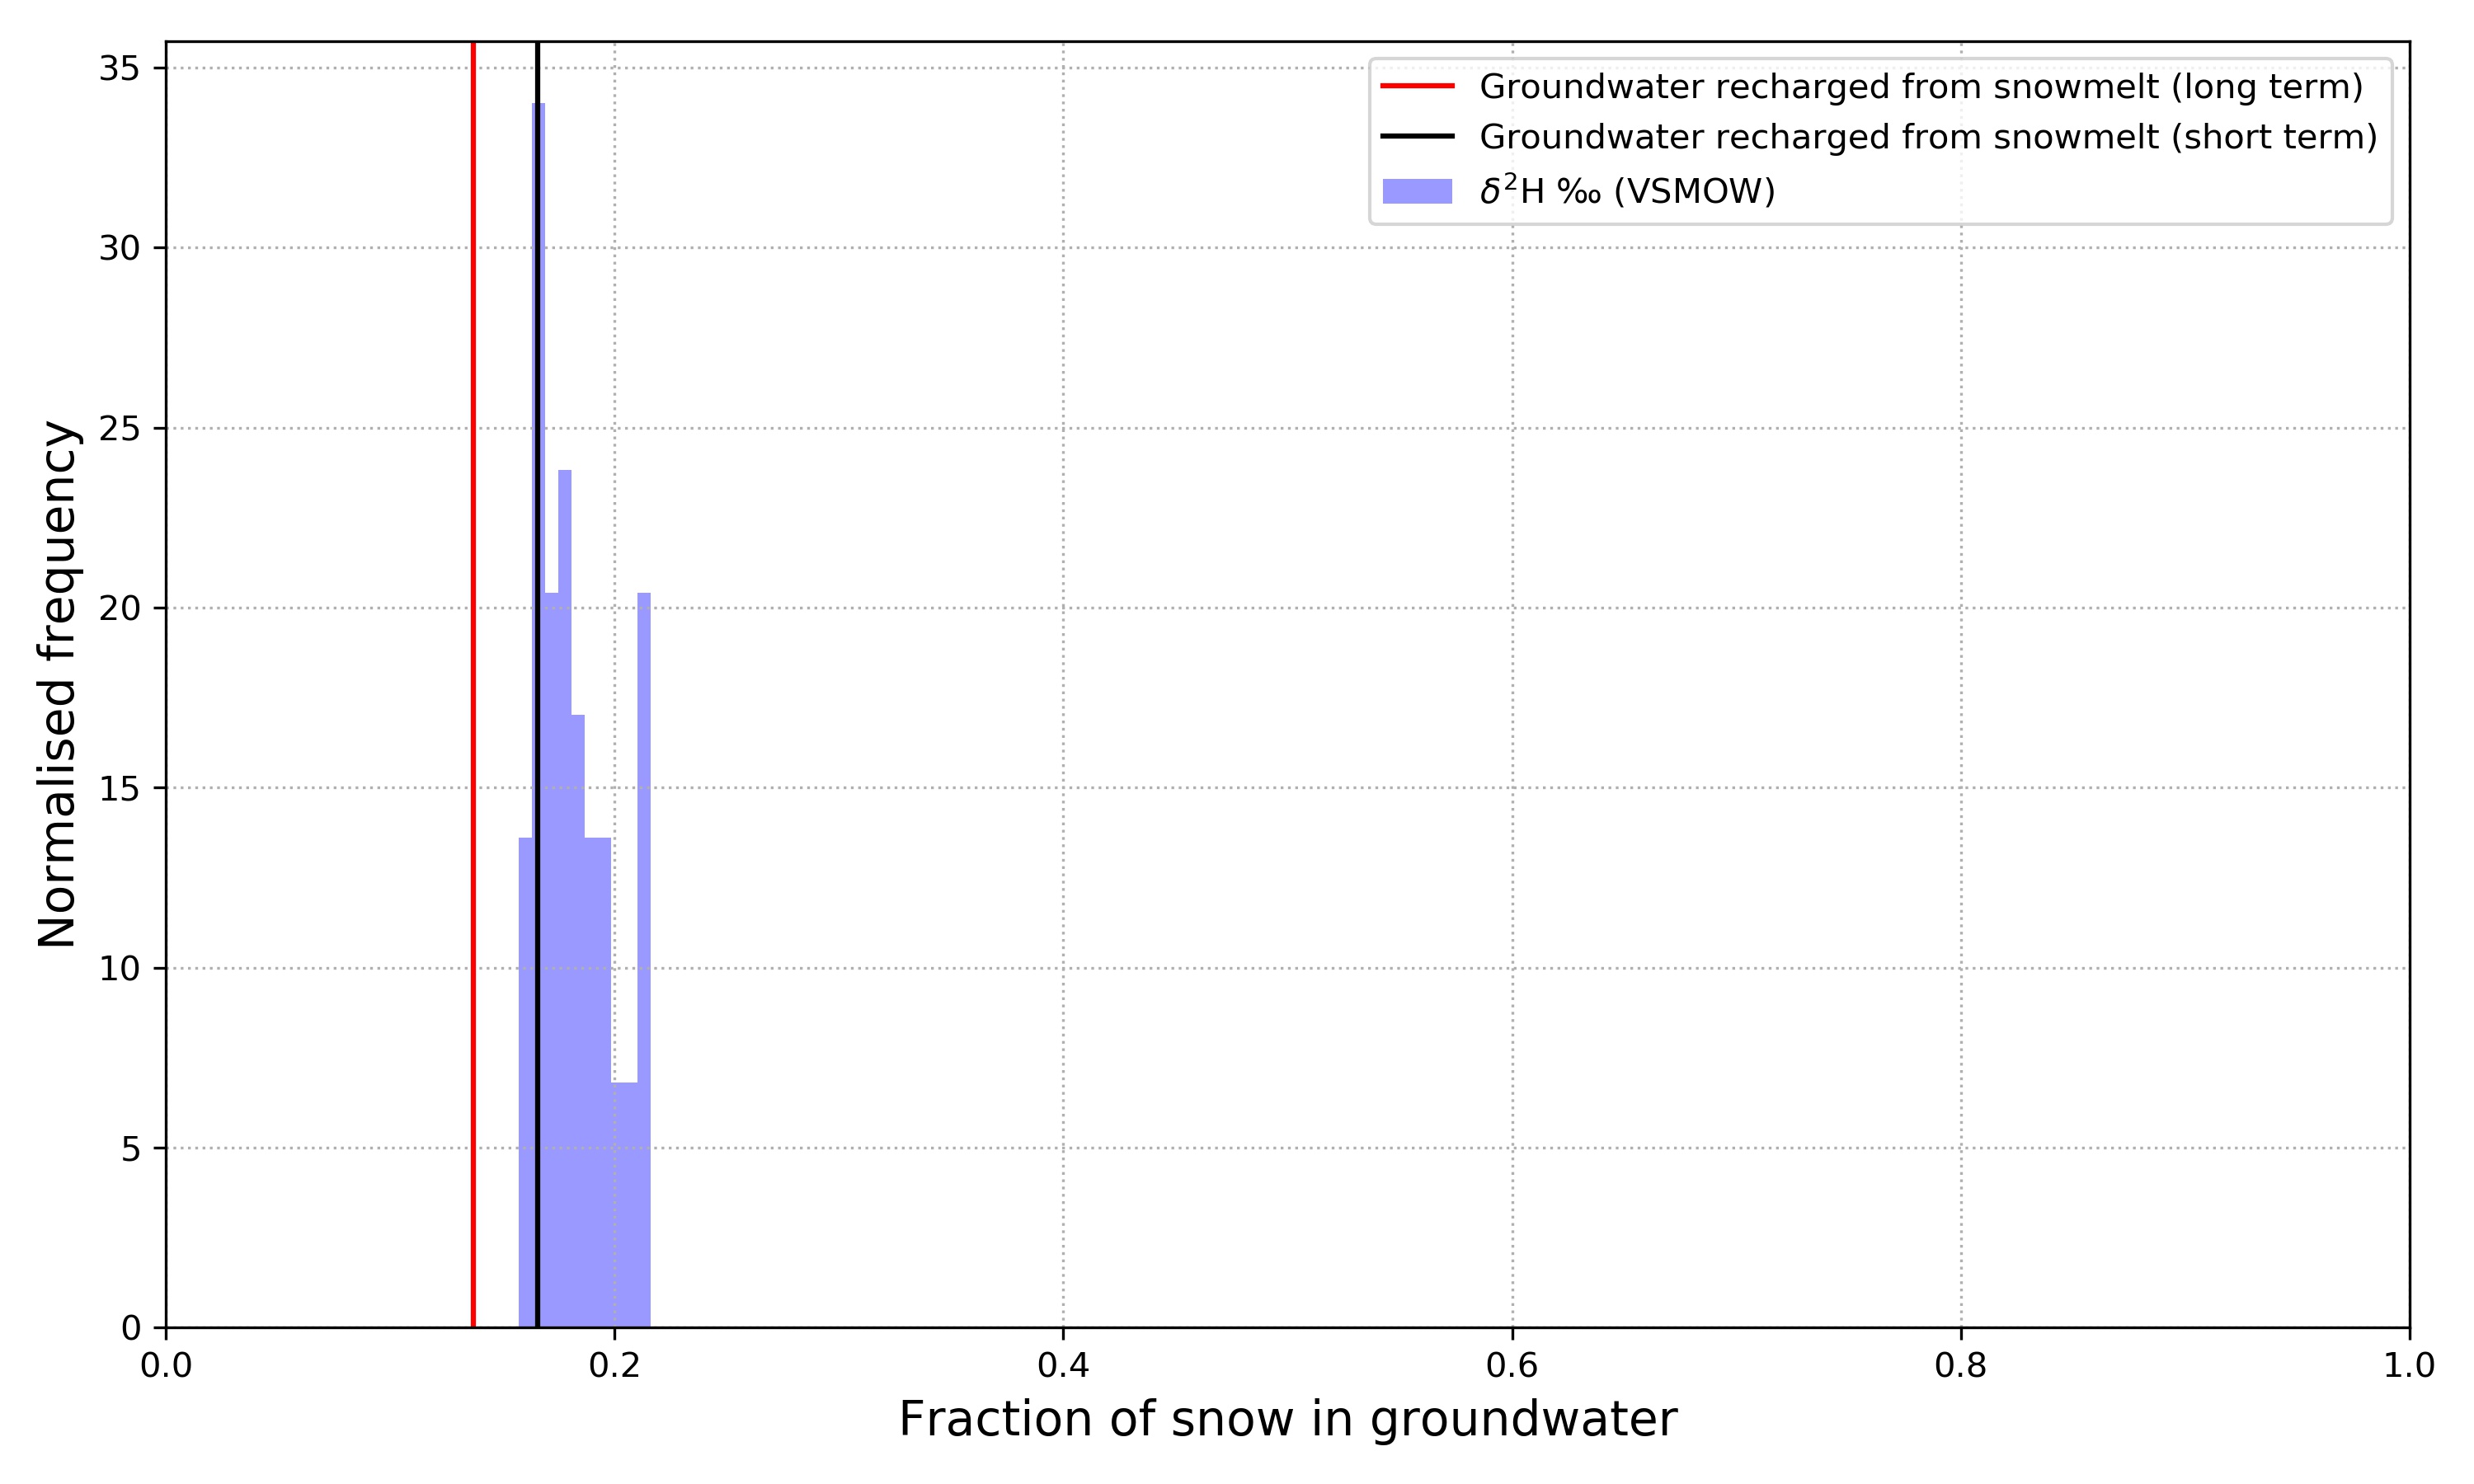 Groundwater recharged from snowmelt (long term)
Groundwater recharged from snowmelt (short term)
δ²H ‰ (VSMOW)
Normalised frequency
35
30
25
20
15
10
5
0
0.0 0.2 0.4 0.6 0.8 1.0
Fraction of snow in groundwater